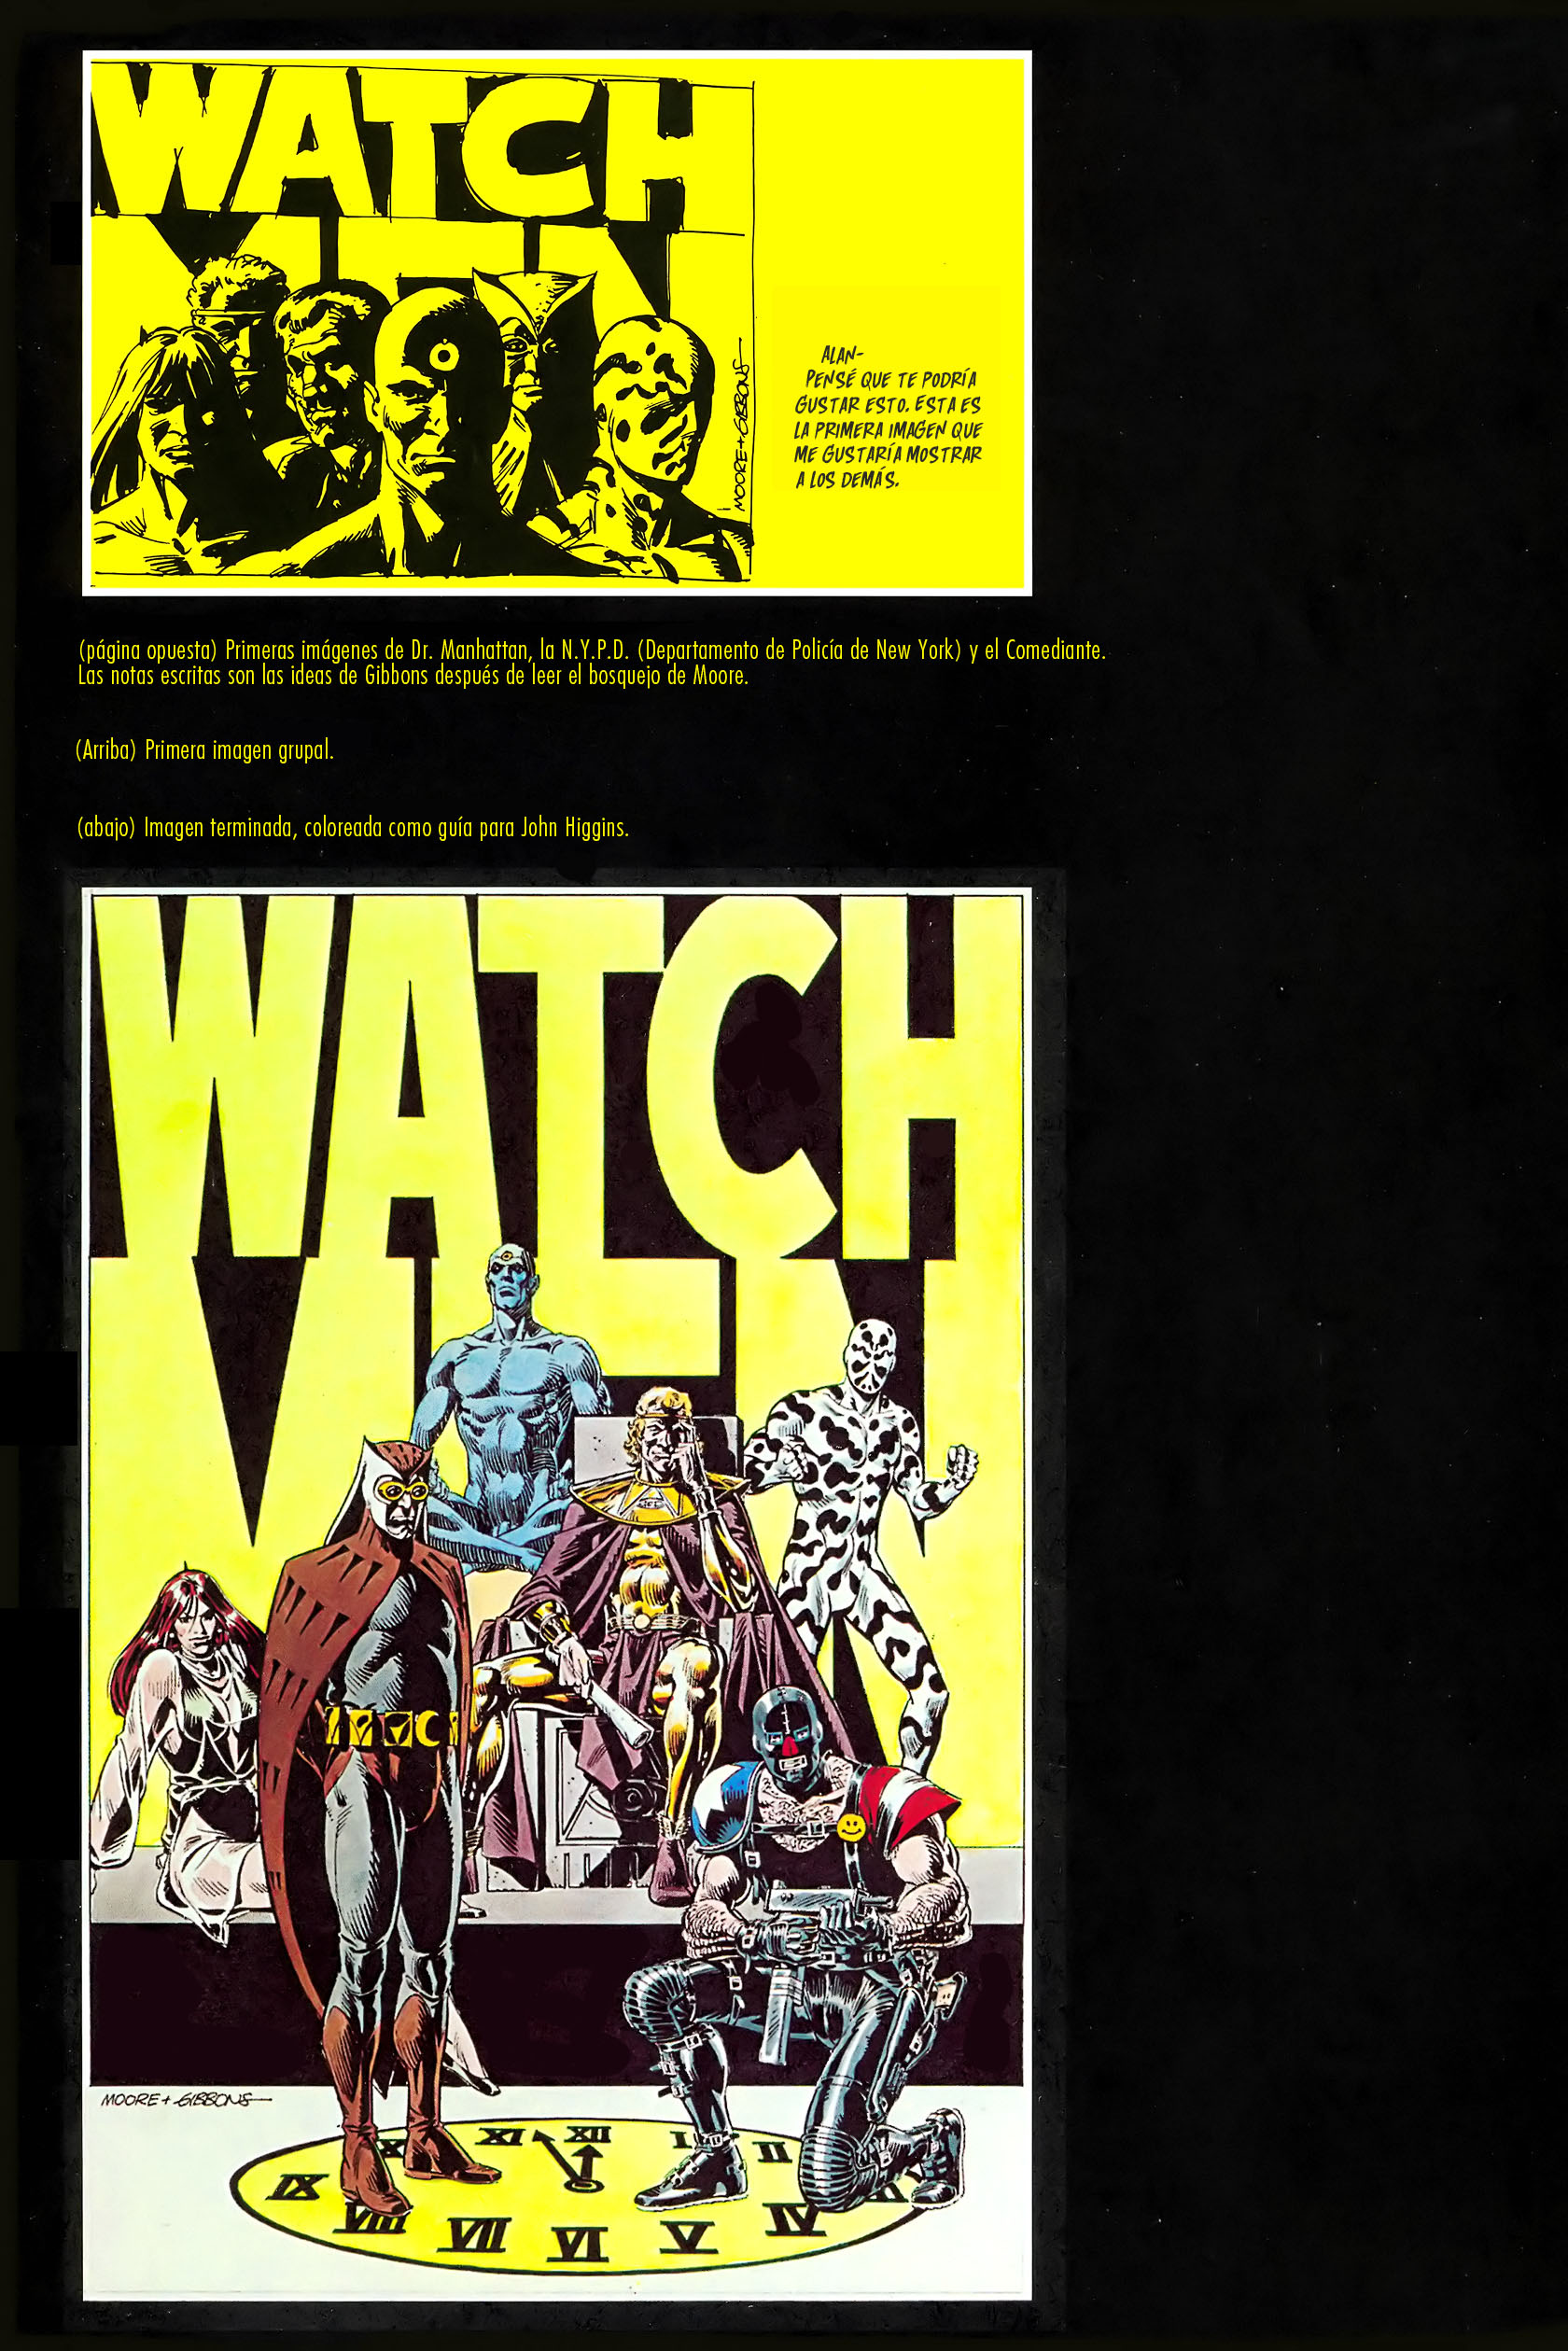 WATCH
MEN
MOORE + GIBBONS
ALAN-
PENSÉ QUE TE PODRÍA
GUSTAR ESTO. ESTA ES
LA PRIMERA IMAGEN QUE
ME GUSTARÍA MOSTRAR
A LOS DEMÁS.
(página opuesta) Primeras imágenes de Dr. Manhattan, la N.Y.P.D. (Departamento de Policía de New York) y el Comediante.
Las notas escritas son las ideas de Gibbons después de leer el bosquejo de Moore.
(Arriba) Primera imagen grupal.
(abajo) Imagen terminada, coloreada como guía para John Higgins.
WATCH
MEN
MOORE + GIBBONS
X XI XII I II
IX
VIII VII VI V IV